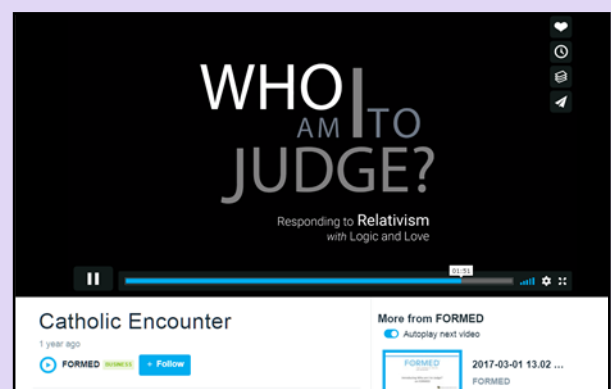 WHO
AM I TO
JUDGE?
Responding to Relativism
with Logic and Love
01:51
Catholic Encounter
1 year ago
FORMED BUSINESS + Follow
More from FORMED
Autoplay next video
FORMED
2017-03-01 13.02 ...
FORMED